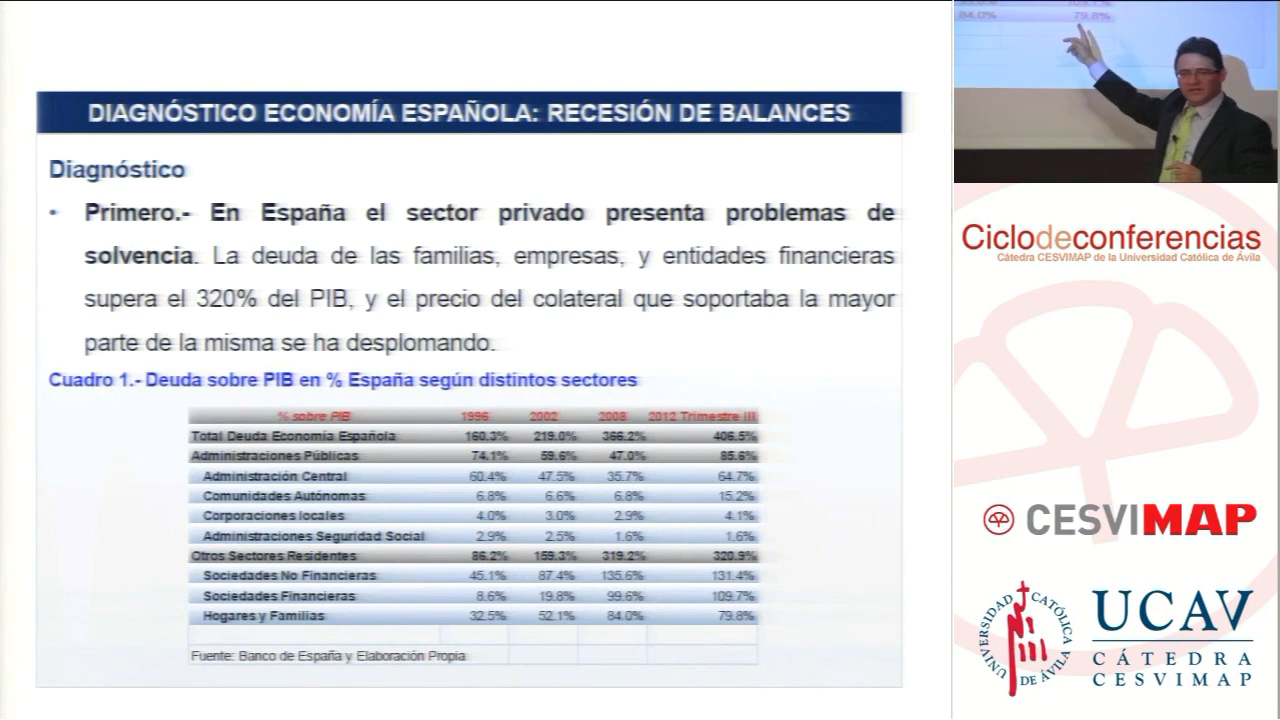 DIAGNÓSTICO ECONOMÍA ESPAÑOLA: RECESIÓN DE BALANCES
Diagnóstico
• Primero.- En España el sector privado presenta problemas de
solvencia. La deuda de las familias, empresas, y entidades financieras
supera el 320% del PIB, y el precio del colateral que soportaba la mayor
parte de la misma se ha desplomando.
Cuadro 1.- Deuda sobre PIB en % España según distintos sectores
% sobre PIB 1996 2002 2008 2012 Trimestre III
Total Deuda Economía Española 160.3% 219.0% 366.2% 406.5%
Administraciones Públicas 74.1% 59.6% 47.0% 85.6%
Administración Central 60.4% 47.5% 35.7% 64.7%
Comunidades Autónomas 6.8% 6.6% 6.8% 15.2%
Corporaciones locales 4.0% 3.0% 2.9% 4.1%
Administraciones Seguridad Social 2.9% 2.5% 1.6% 1.6%
Otros Sectores Residentes 86.2% 159.3% 319.2% 320.9%
Sociedades No Financieras 45.1% 87.4% 135.6% 131.4%
Sociedades Financieras 8.6% 19.8% 99.6% 109.7%
Hogares y Familias 32.5% 52.1% 84.0% 79.8%
Fuente: Banco de España y Elaboración Propia
84.0% 79.8%
Ciclodeconferencias
Cátedra CESVIMAP de la Universidad Católica de Ávila
CESVIMAP
UNIVERSIDAD CATÓLICA DE ÁVILA
UCAV
CÁTEDRA
CESVIMAP